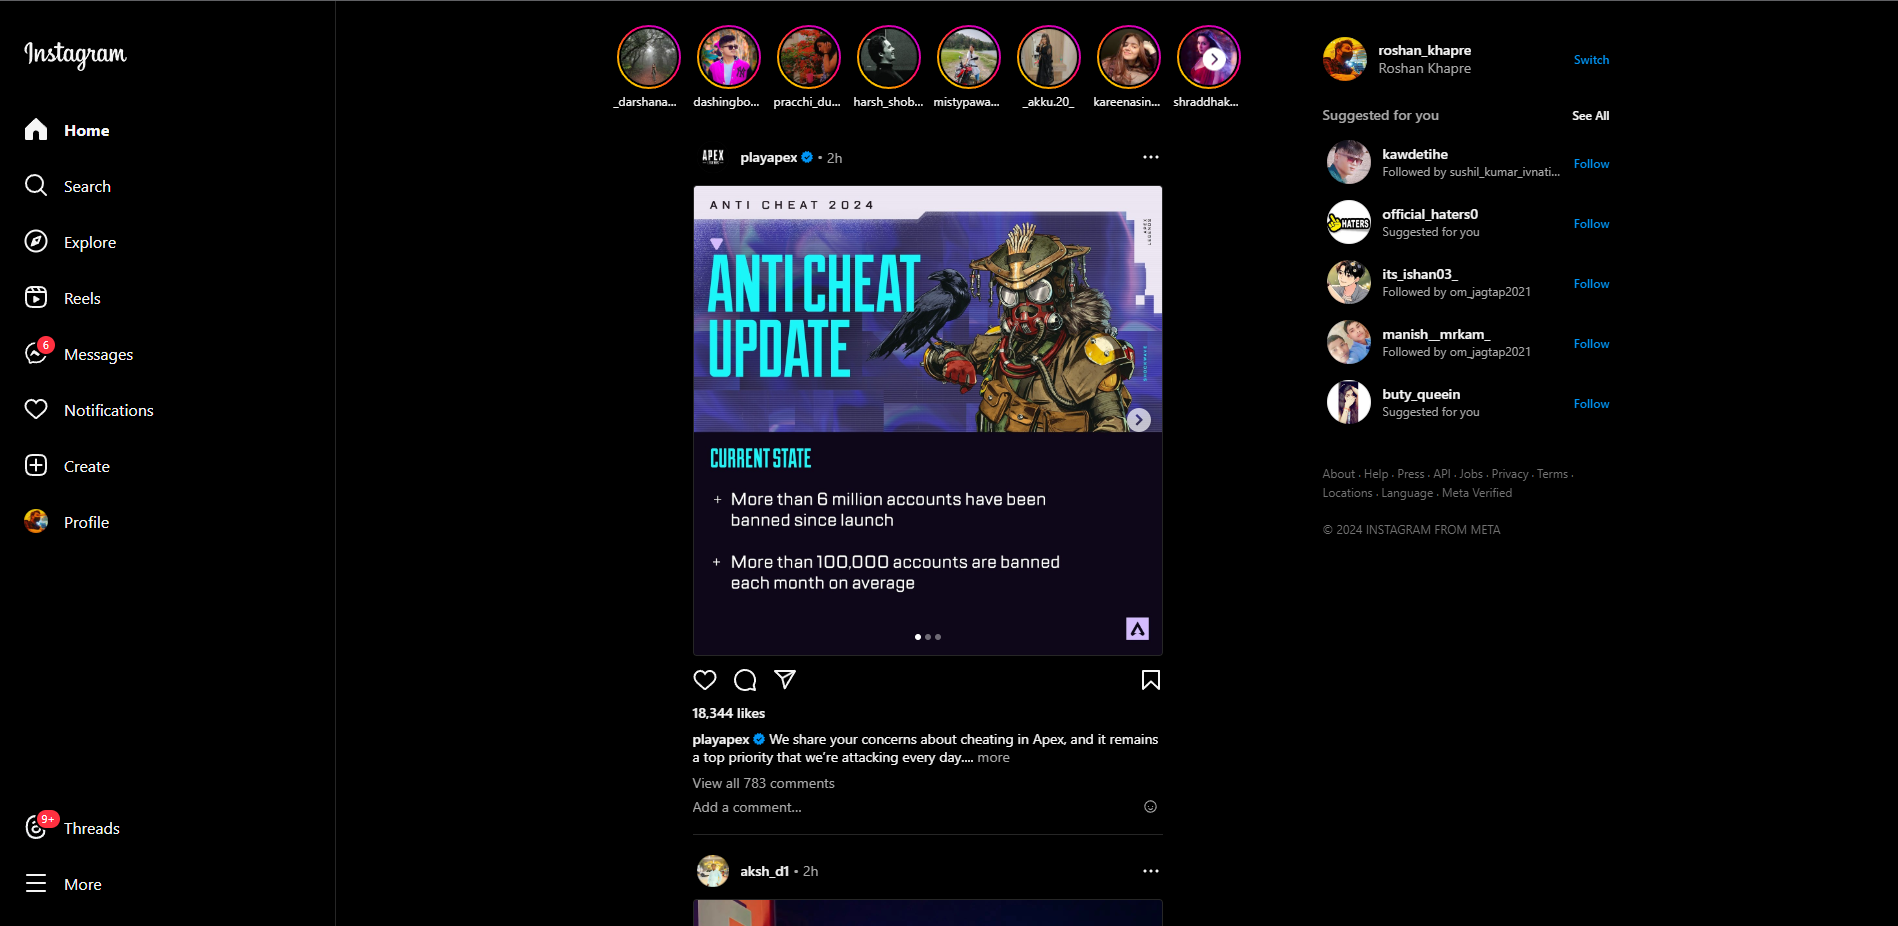 Instagram
Home
Search
Explore
Reels
6
Messages
Notifications
Create
Profile
9+
Threads
More
_darshana...
dashingbo...
pracchi_du...
harsh_shob...
mistypawa...
_akku.20_
kareenasin...
shraddhak...
APEX
playapex • 2h
ANTI CHEAT 2024
ANTI CHEAT
UPDATE
CURRENT STATE
+ More than 6 million accounts have been
banned since launch
+ More than 100,000 accounts are banned
each month on average
18,344 likes
playapex We share your concerns about cheating in Apex, and it remains
a top priority that we're attacking every day.... more
View all 783 comments
Add a comment...
aksh_d1 • 2h
roshan_khapre
Roshan Khapre
Switch
Suggested for you
See All
kawdetihe
Followed by sushil_kumar_ivnati...
Follow
HATERS
official_haters0
Suggested for you
Follow
its_ishan03_
Followed by om_jagtap2021
Follow
manish__mrkam_
Followed by om_jagtap2021
Follow
buty_queein
Suggested for you
Follow
About · Help · Press · API · Jobs · Privacy · Terms ·
Locations · Language · Meta Verified
© 2024 INSTAGRAM FROM META